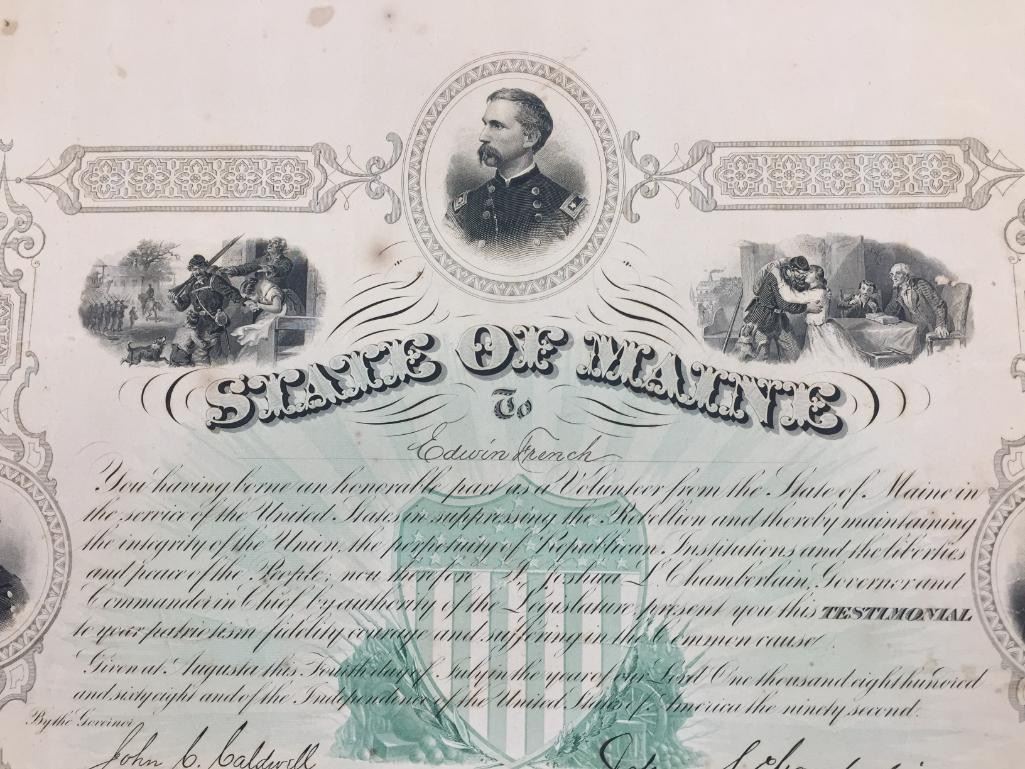 STATE OF MAINE
To
Edwin French
You having borne an honorable part as a Volunteer from the State of Maine in
the service of the United States in suppressing the Rebellion and thereby maintaining
the integrity of the Union, the perpetuity of Republican Institutions and the liberties
and peace of the People; now therefore I, Joshua L. Chamberlain, Governor and
Commander in Chief by authority of the Legislature, present you this TESTIMONIAL
to your patriotism fidelity courage and suffering in the common cause.
Given at Augusta this Fourth day of July in the year of our Lord One thousand eight hundred
and sixty eight and of the Independence of the United States of America the ninety second.
By the Governor
John C. Caldwell